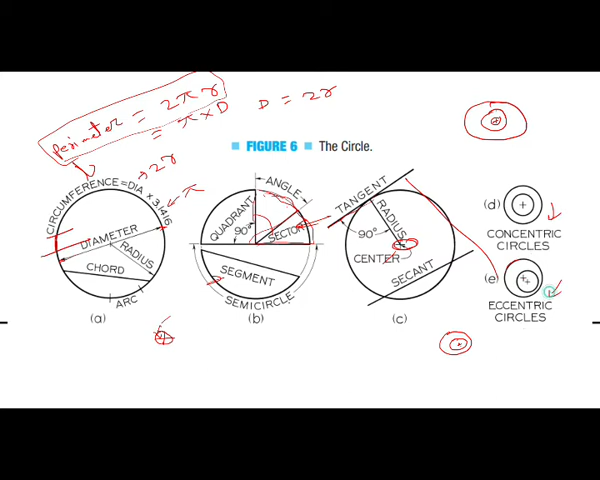 Perimeter = 2πr
= π×D
D = 2r
→2r
π
FIGURE 6 The Circle.
CIRCUMFERENCE = DIA × 3.1416
DIAMETER
RADIUS
CHORD
ARC
(a)
ANGLE
QUADRANT
90°
SECTOR
SEGMENT
SEMICIRCLE
(b)
TANGENT
RADIUS
90°
CENTER
SECANT
(c)
(d)
CONCENTRIC
CIRCLES
(e)
ECCENTRIC
CIRCLES